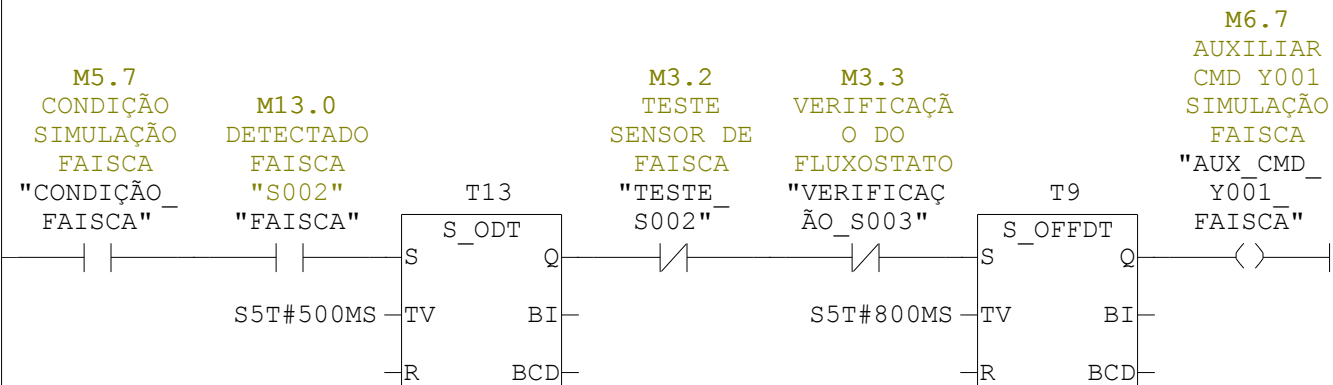 M5.7
CONDIÇÃO
SIMULAÇÃO
FAISCA
"CONDIÇÃO_
FAISCA"
M13.0
DETECTADO
FAISCA
"S002"
"FAISCA"
T13
S_ODT
S
Q
S5T#500MS
TV
BI
R
BCD
M3.2
TESTE
SENSOR DE
FAISCA
"TESTE_
S002"
M3.3
VERIFICAÇÃ
O DO
FLUXOSTATO
"VERIFICAÇ
ÃO_S003"
T9
S_OFFDT
S
Q
S5T#800MS
TV
BI
R
BCD
M6.7
AUXILIAR
CMD Y001
SIMULAÇÃO
FAISCA
"AUX_CMD_
Y001_
FAISCA"